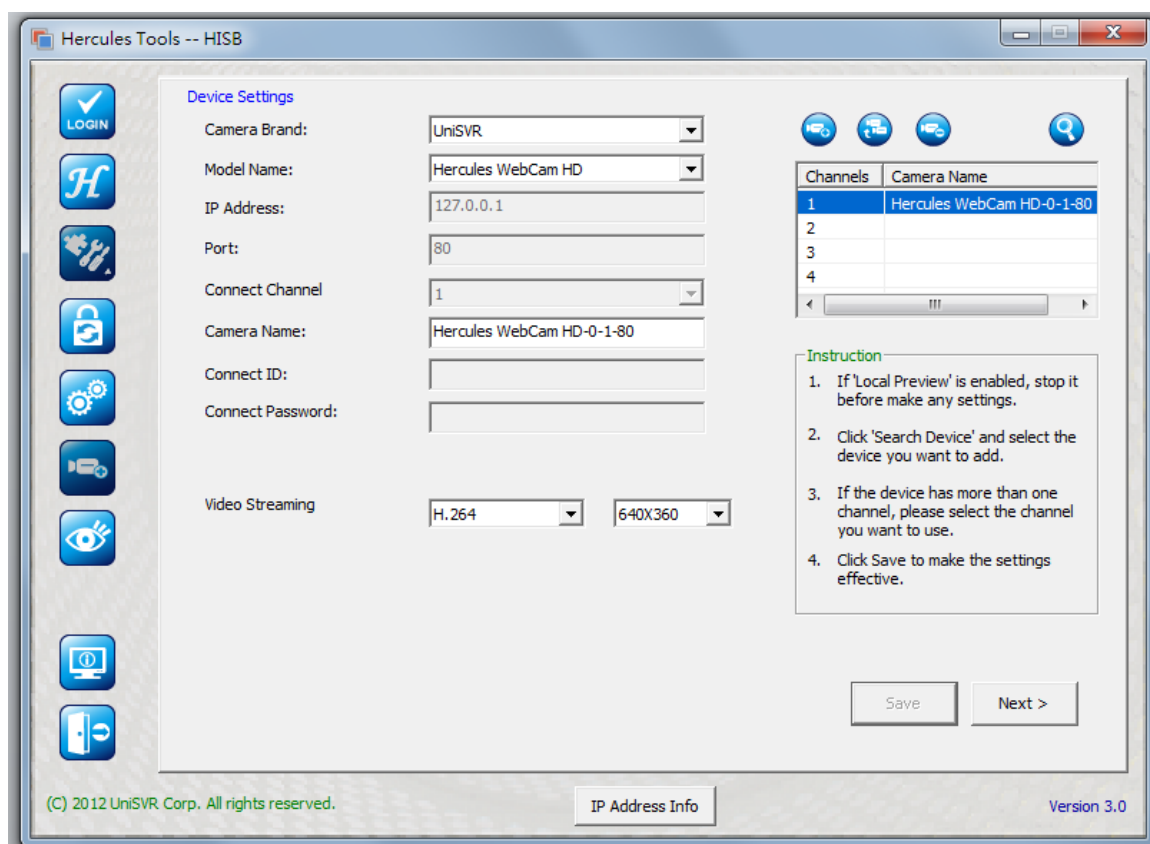 Hercules Tools -- HISB
LOGIN
H
Device Settings
Camera Brand: UniSVR
Model Name: Hercules WebCam HD
IP Address: 127.0.0.1
Port: 80
Connect Channel 1
Camera Name: Hercules WebCam HD-0-1-80
Connect ID:
Connect Password:
Video Streaming H.264 640X360
Channels Camera Name
1 Hercules WebCam HD-0-1-80
2
3
4
Instruction
1. If 'Local Preview' is enabled, stop it
before make any settings.
2. Click 'Search Device' and select the
device you want to add.
3. If the device has more than one
channel, please select the channel
you want to use.
4. Click Save to make the settings
effective.
Save Next >
(C) 2012 UniSVR Corp. All rights reserved.
IP Address Info
Version 3.0